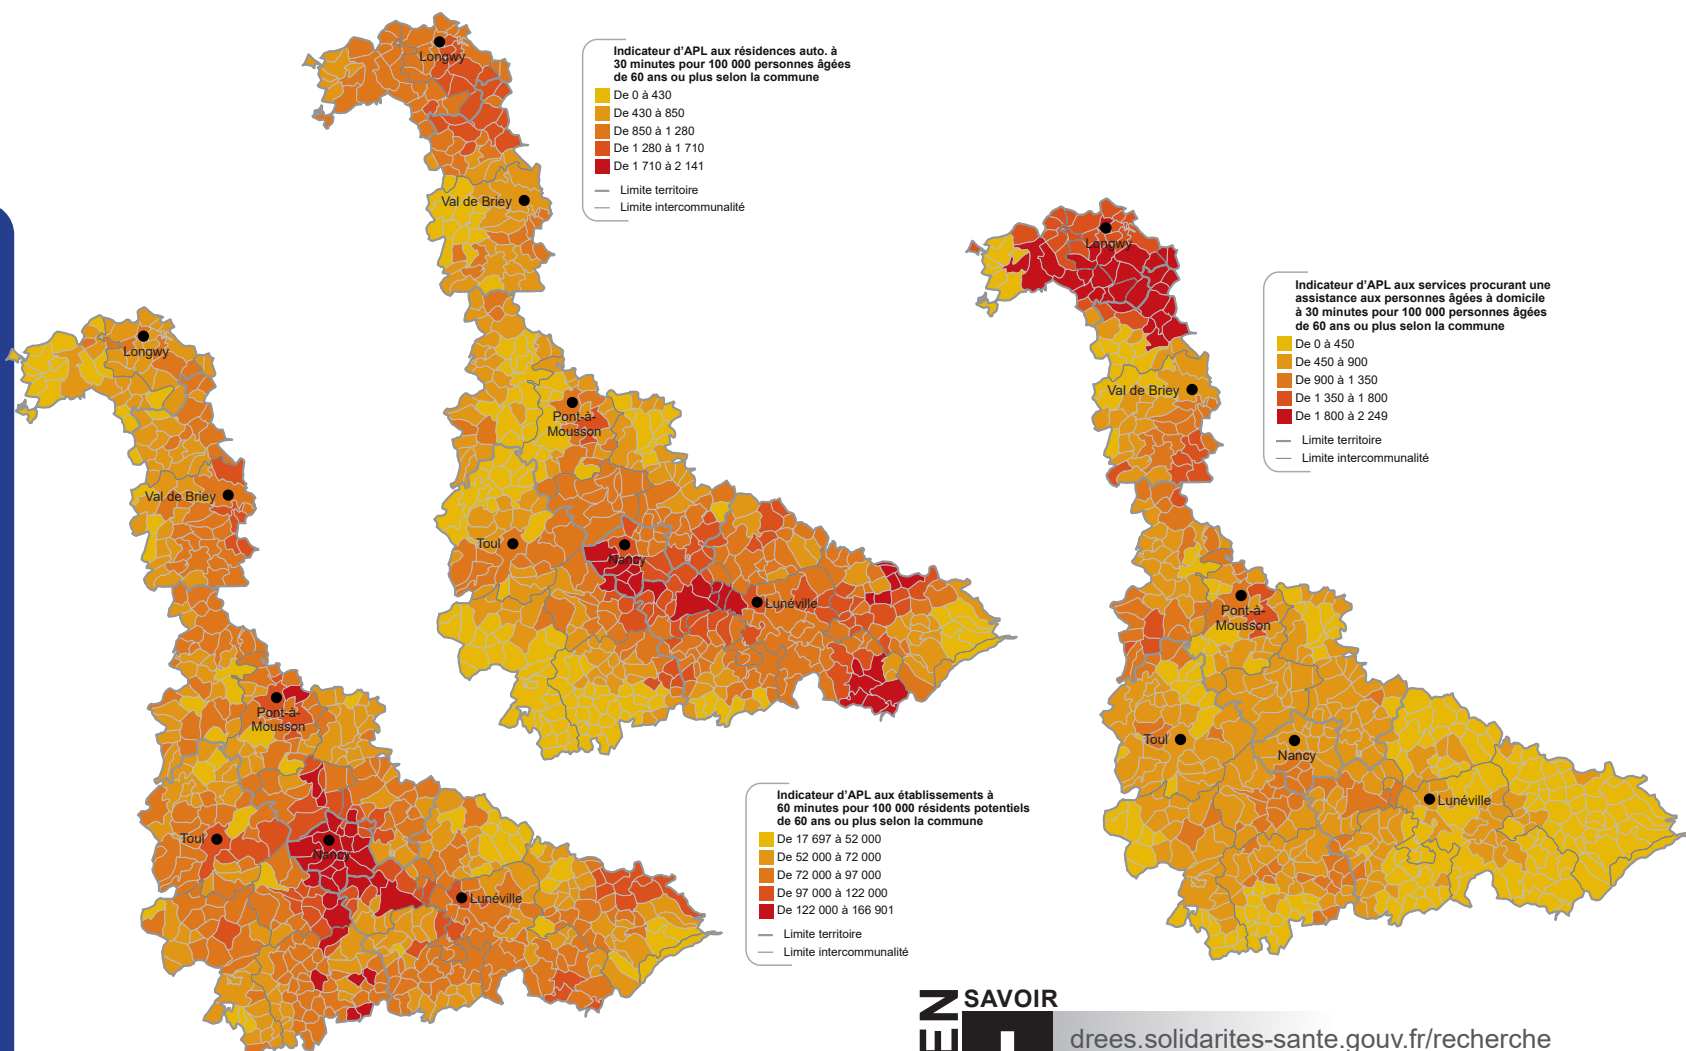 Indicateur d'APL aux résidences auto. à
30 minutes pour 100 000 personnes âgées
de 60 ans ou plus selon la commune
De 0 à 430
De 430 à 850
De 850 à 1 280
De 1 280 à 1 710
De 1 710 à 2 141
Limite territoire
Limite intercommunalité
Longwy
Val de Briey
Pont-à-
Mousson
Toul
Nancy
Lunéville
Indicateur d'APL aux services procurant une
assistance aux personnes âgées à domicile
à 30 minutes pour 100 000 personnes âgées
de 60 ans ou plus selon la commune
De 0 à 450
De 450 à 900
De 900 à 1 350
De 1 350 à 1 800
De 1 800 à 2 249
Limite territoire
Limite intercommunalité
Longwy
Val de Briey
Pont-à-
Mousson
Toul
Nancy
Lunéville
Longwy
Val de Briey
Pont-à-
Mousson
Toul
Nancy
Lunéville
Indicateur d'APL aux établissements à
60 minutes pour 100 000 résidents potentiels
de 60 ans ou plus selon la commune
De 17 697 à 52 000
De 52 000 à 72 000
De 72 000 à 97 000
De 97 000 à 122 000
De 122 000 à 166 901
Limite territoire
Limite intercommunalité
EN
SAVOIR
drees.solidarites-sante.gouv.fr/recherche